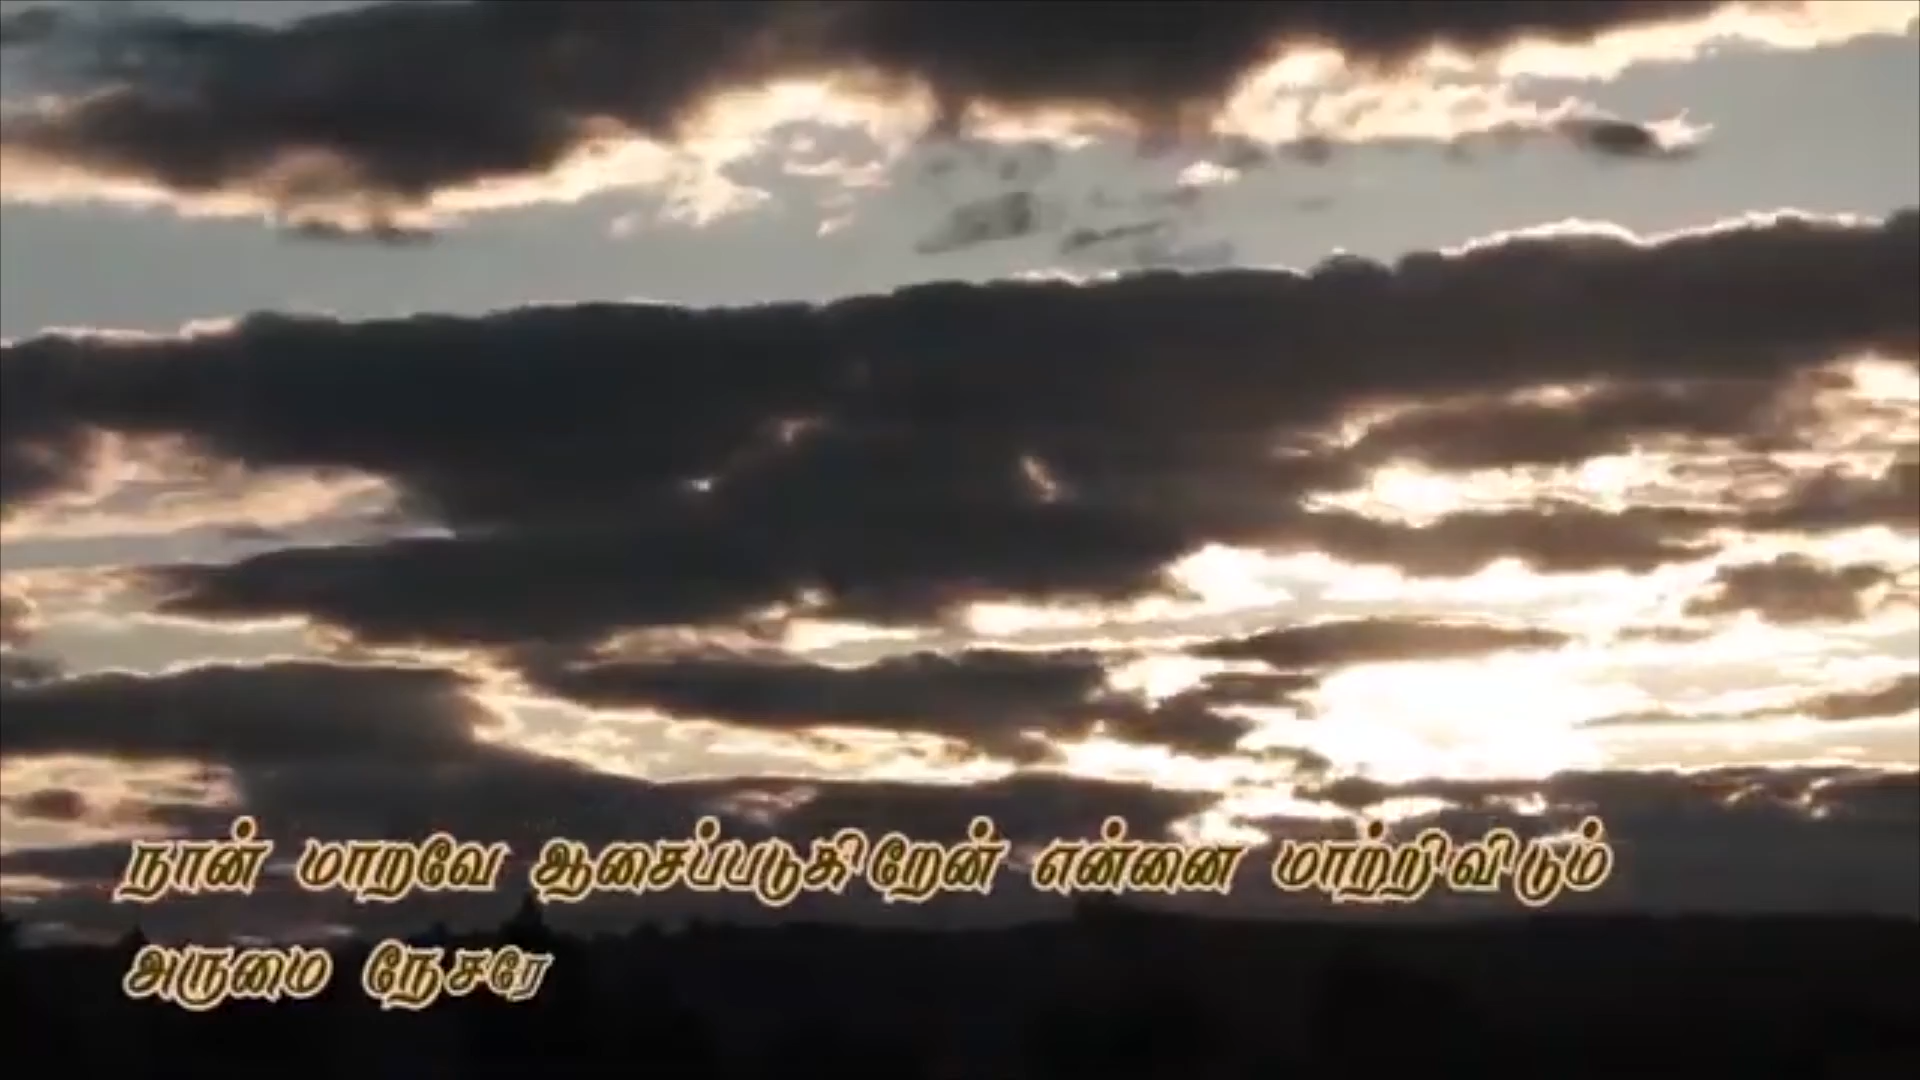 நான் மாறவே ஆசைப்படுகிறேன் என்னை மாற்றிவிடும்
அருமை நேசரே